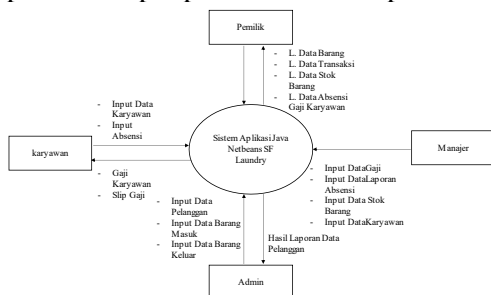 Pemilik
- L. Data Barang
- L. Data Transaksi
- L. Data Stok
Barang
- L. Data Absensi
Gaji Karyawan
- Input Data
Karyawan
- Input
Absensi
Sistem Aplikasi Java
Netbeans SF
Laundry
karyawan
Manajer
- Gaji
Karyawan
- Slip Gaji
- Input DataGaji
- Input DataLaporan
Absensi
- Input Data Stok
Barang
- Input DataKaryawan
- Input Data
Pelanggan
- Input Data Barang
Masuk
- Input Data Barang
Keluar
Hasil Laporan Data
Pelanggan
Admin